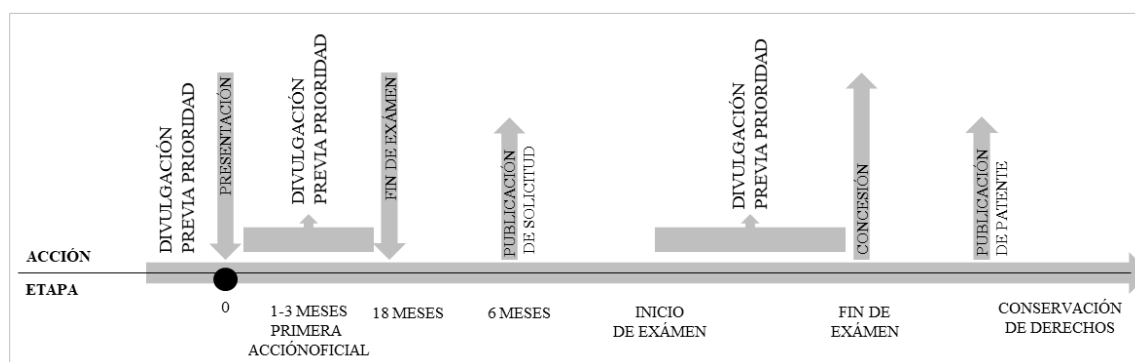 DIVULGACIÓN
PREVIA PRIORIDAD
PRESENTACIÓN
DIVULGACIÓN
PREVIA PRIORIDAD
FIN DE EXÁMEN
PUBLICACIÓN
DE SOLICITUD
DIVULGACIÓN
PREVIA PRIORIDAD
CONCESIÓN
PUBLICACIÓN
DE PATENTE
ACCIÓN
ETAPA
0
1-3 MESES
PRIMERA
ACCIÓNOFICIAL
18 MESES
6 MESES
INICIO
DE EXÁMEN
FIN DE
EXÁMEN
CONSERVACIÓN
DE DERECHOS